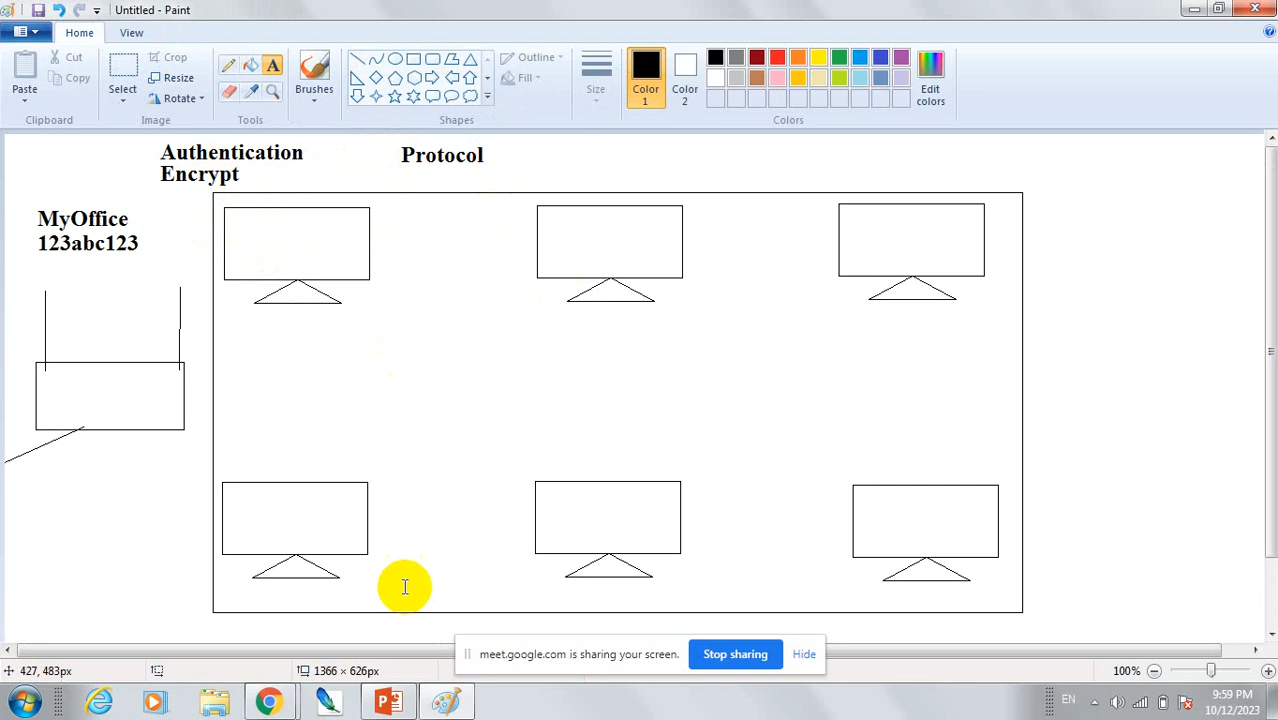 Untitled - Paint
Home
View
Paste
Cut
Copy
Clipboard
Select
Crop
Resize
Rotate
Image
A
Tools
Brushes
Outline
Fill
Shapes
Size
Color 1
Color 2
Edit colors
Colors
Authentication
Encrypt
Protocol
MyOffice
123abc123
meet.google.com is sharing your screen.
Stop sharing
Hide
427, 483px
1366 × 626px
100%
EN
9:59 PM
10/12/2023